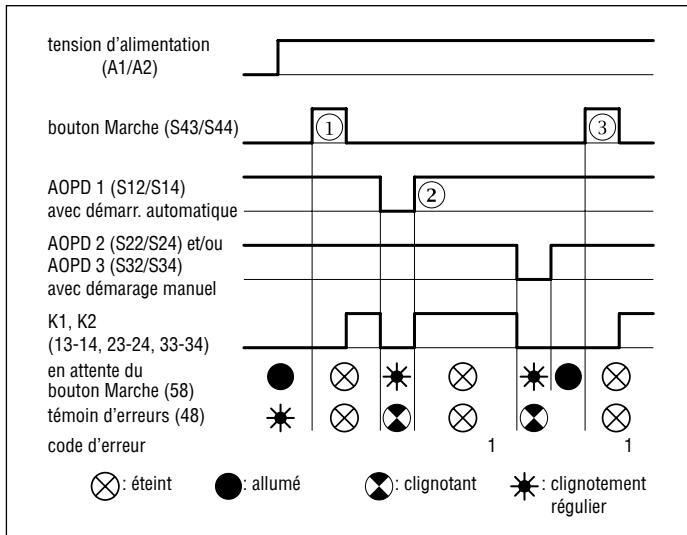 tension d'alimentation
(A1/A2)
bouton Marche (S43/S44)
1
3
AOPD 1 (S12/S14)
avec démarr. automatique
2
AOPD 2 (S22/S24) et/ou
AOPD 3 (S32/S34)
avec démarage manuel
K1, K2
(13-14, 23-24, 33-34)
en attente du
bouton Marche (58)
témoin d'erreurs (48)
code d'erreur 1 1
: éteint : allumé : clignotant : clignotement
régulier